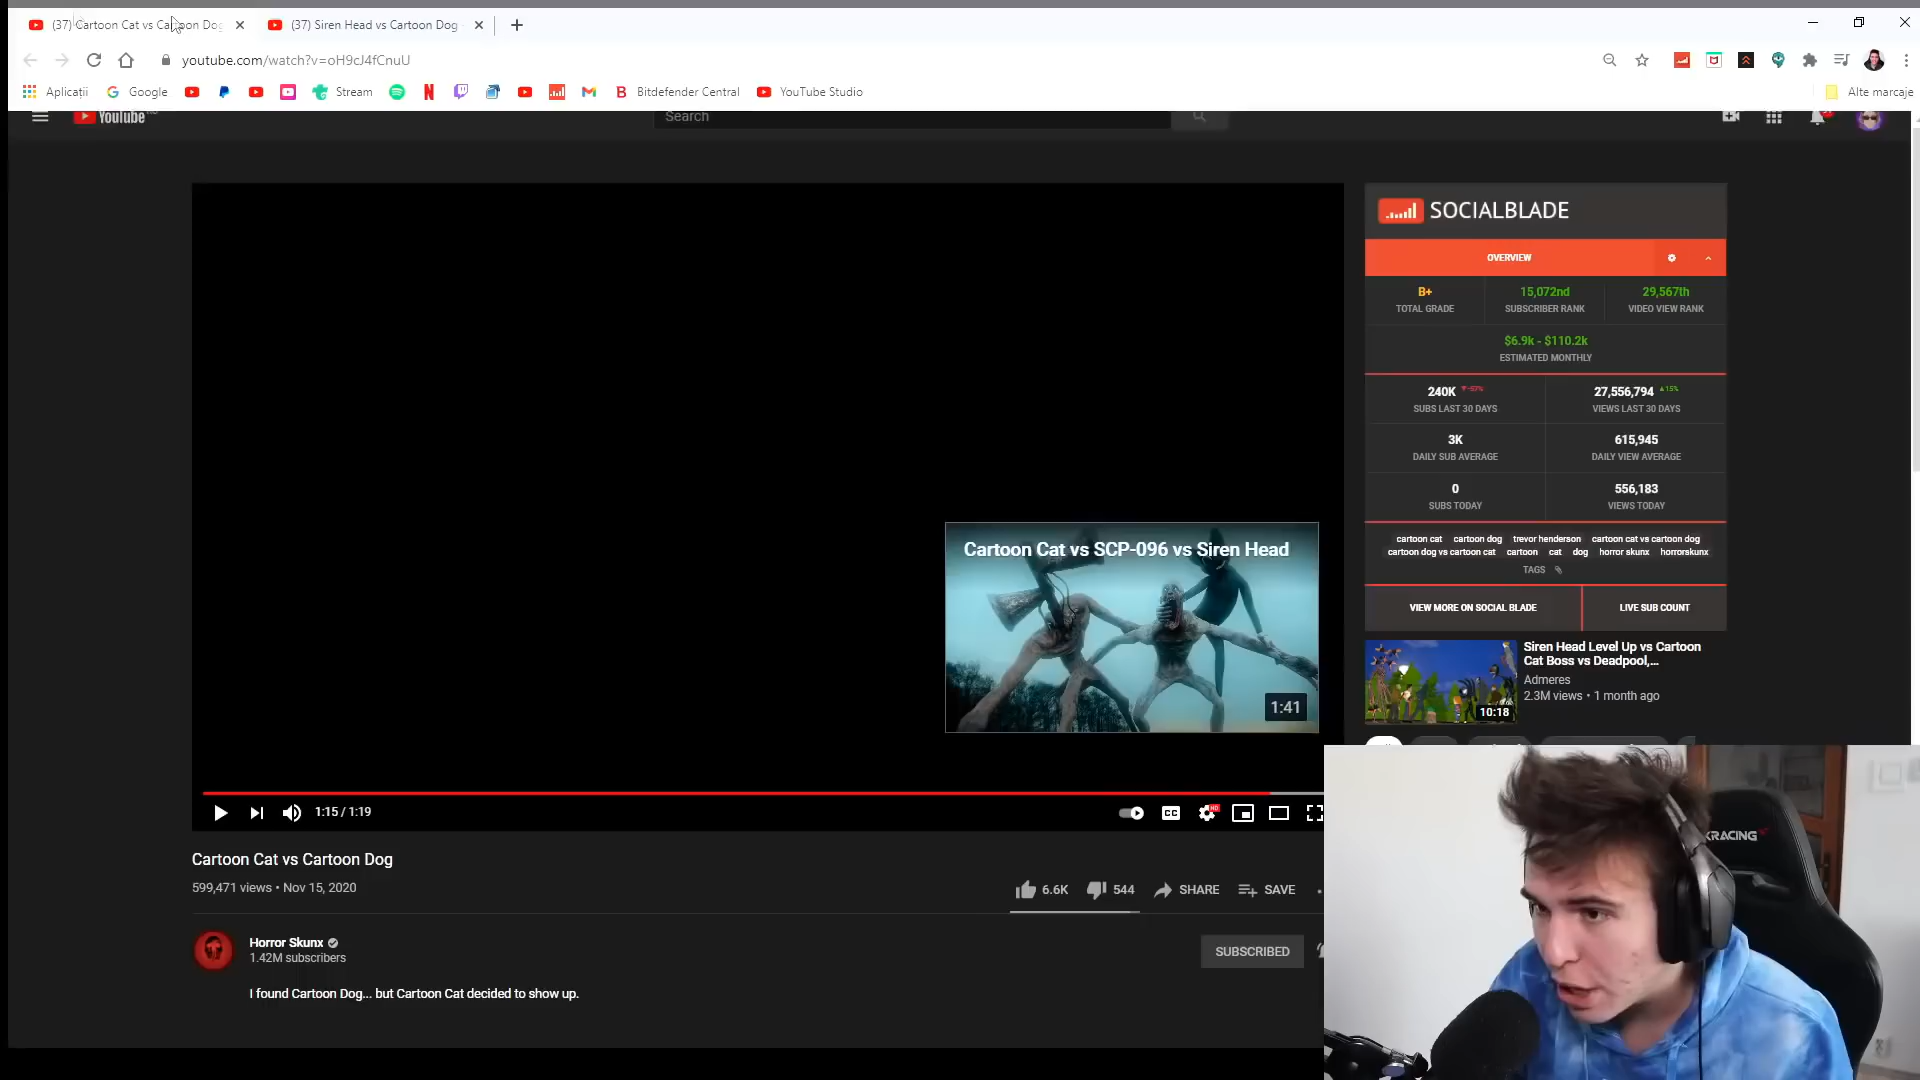 (37) Cartoon Cat vs Cartoon Dog
(37) Siren Head vs Cartoon Dog
youtube.com/watch?v=oH9cJ4fCnuU
Aplicații
Google
Stream
Bitdefender Central
YouTube Studio
Alte marcaje
YouTube
Search
SOCIALBLADE
OVERVIEW
B+ 15,072nd 29,567th
TOTAL GRADE SUBSCRIBER RANK VIDEO VIEW RANK
$6.9k - $110.2k
ESTIMATED MONTHLY
240K 27,556,794 ▲15%
SUBS LAST 30 DAYS VIEWS LAST 30 DAYS
3K 615,945
DAILY SUB AVERAGE DAILY VIEW AVERAGE
0 556,183
SUBS TODAY VIEWS TODAY
cartoon cat cartoon dog trevor henderson cartoon cat vs cartoon dog
cartoon dog vs cartoon cat cartoon cat dog horror skunx horrorskunx
TAGS
VIEW MORE ON SOCIAL BLADE LIVE SUB COUNT
Cartoon Cat vs SCP-096 vs Siren Head
1:41
Siren Head Level Up vs Cartoon
Cat Boss vs Deadpool,...
Admeres
2.3M views • 1 month ago
10:18
1:15 / 1:19
CC
HD
Cartoon Cat vs Cartoon Dog
599,471 views • Nov 15, 2020
6.6K 544 SHARE SAVE
Horror Skunx
1.42M subscribers
SUBSCRIBED
I found Cartoon Dog... but Cartoon Cat decided to show up.
KRACING